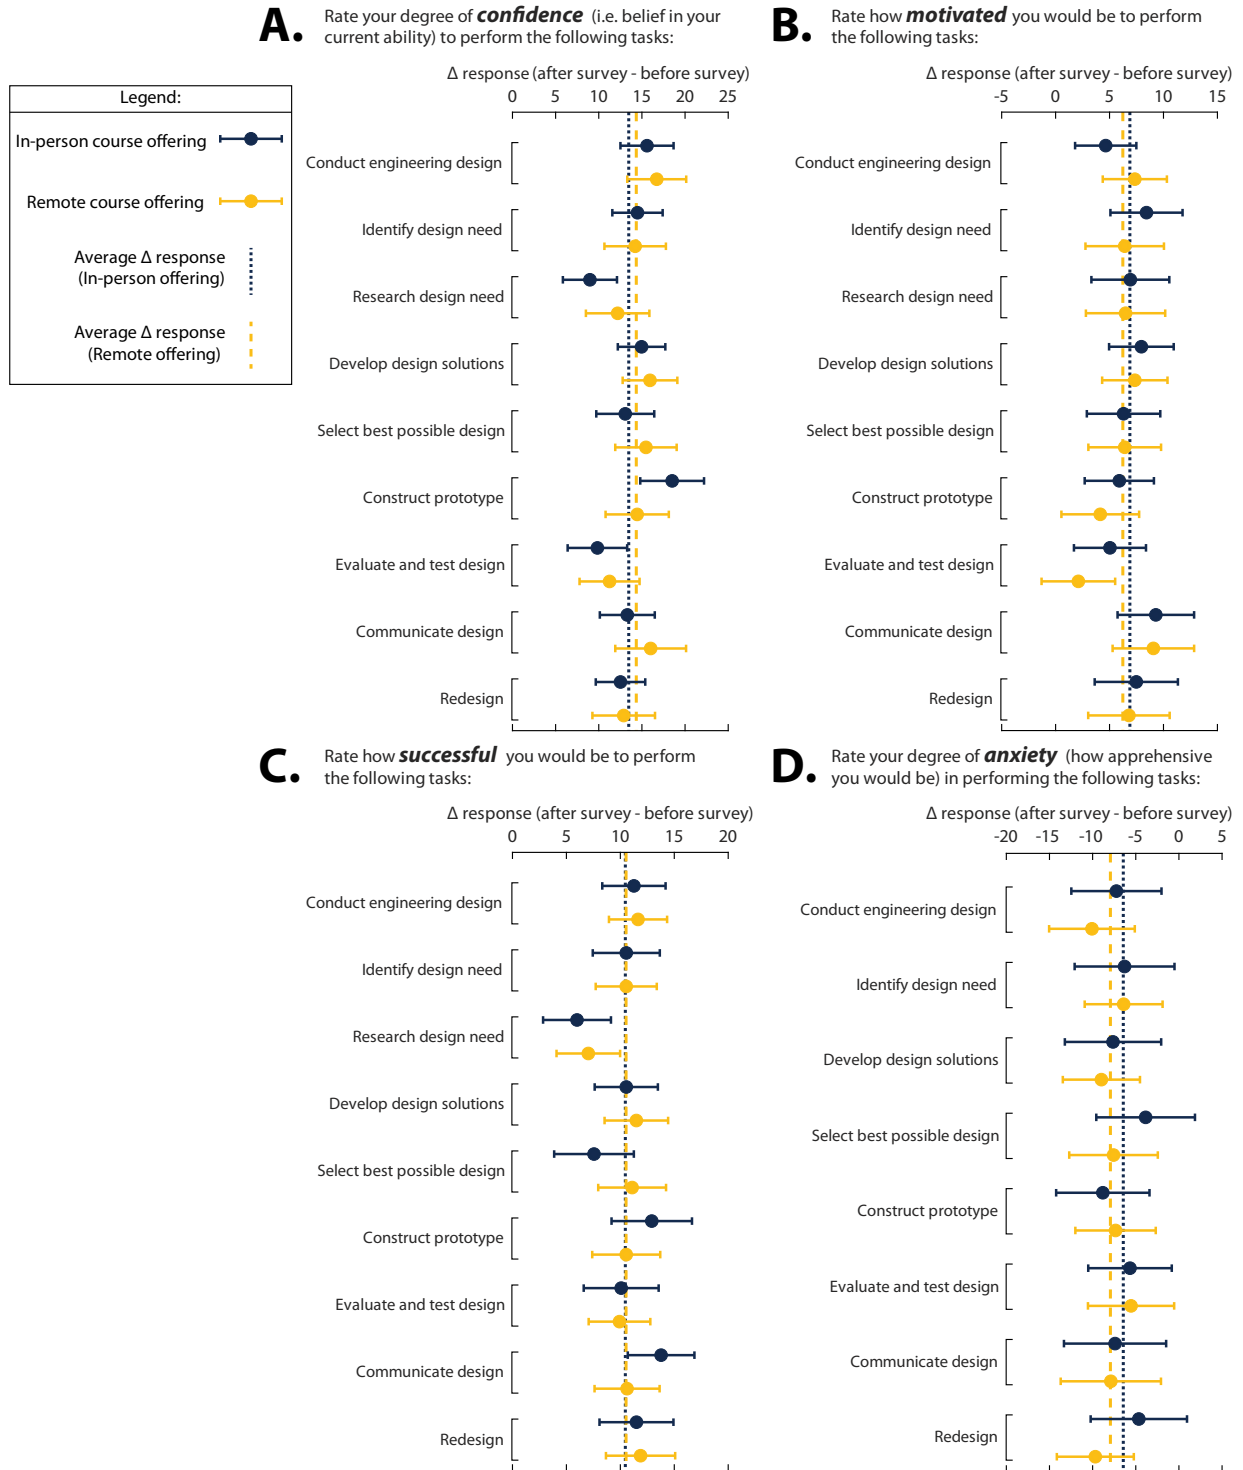 A. Rate your degree of confidence (i.e. belief in your
current ability) to perform the following tasks:
Δ response (after survey - before survey)
0 5 10 15 20 25
Legend:
In-person course offering
Remote course offering
Average Δ response
(In-person offering)
Average Δ response
(Remote offering)
Conduct engineering design
Identify design need
Research design need
Develop design solutions
Select best possible design
Construct prototype
Evaluate and test design
Communicate design
Redesign
B. Rate how motivated you would be to perform
the following tasks:
Δ response (after survey - before survey)
-5 0 5 10 15
Conduct engineering design
Identify design need
Research design need
Develop design solutions
Select best possible design
Construct prototype
Evaluate and test design
Communicate design
Redesign
C. Rate how successful you would be to perform
the following tasks:
Δ response (after survey - before survey)
0 5 10 15 20
Conduct engineering design
Identify design need
Research design need
Develop design solutions
Select best possible design
Construct prototype
Evaluate and test design
Communicate design
Redesign
D. Rate your degree of anxiety (how apprehensive
you would be) in performing the following tasks:
Δ response (after survey - before survey)
-20 -15 -10 -5 0 5
Conduct engineering design
Identify design need
Develop design solutions
Select best possible design
Construct prototype
Evaluate and test design
Communicate design
Redesign